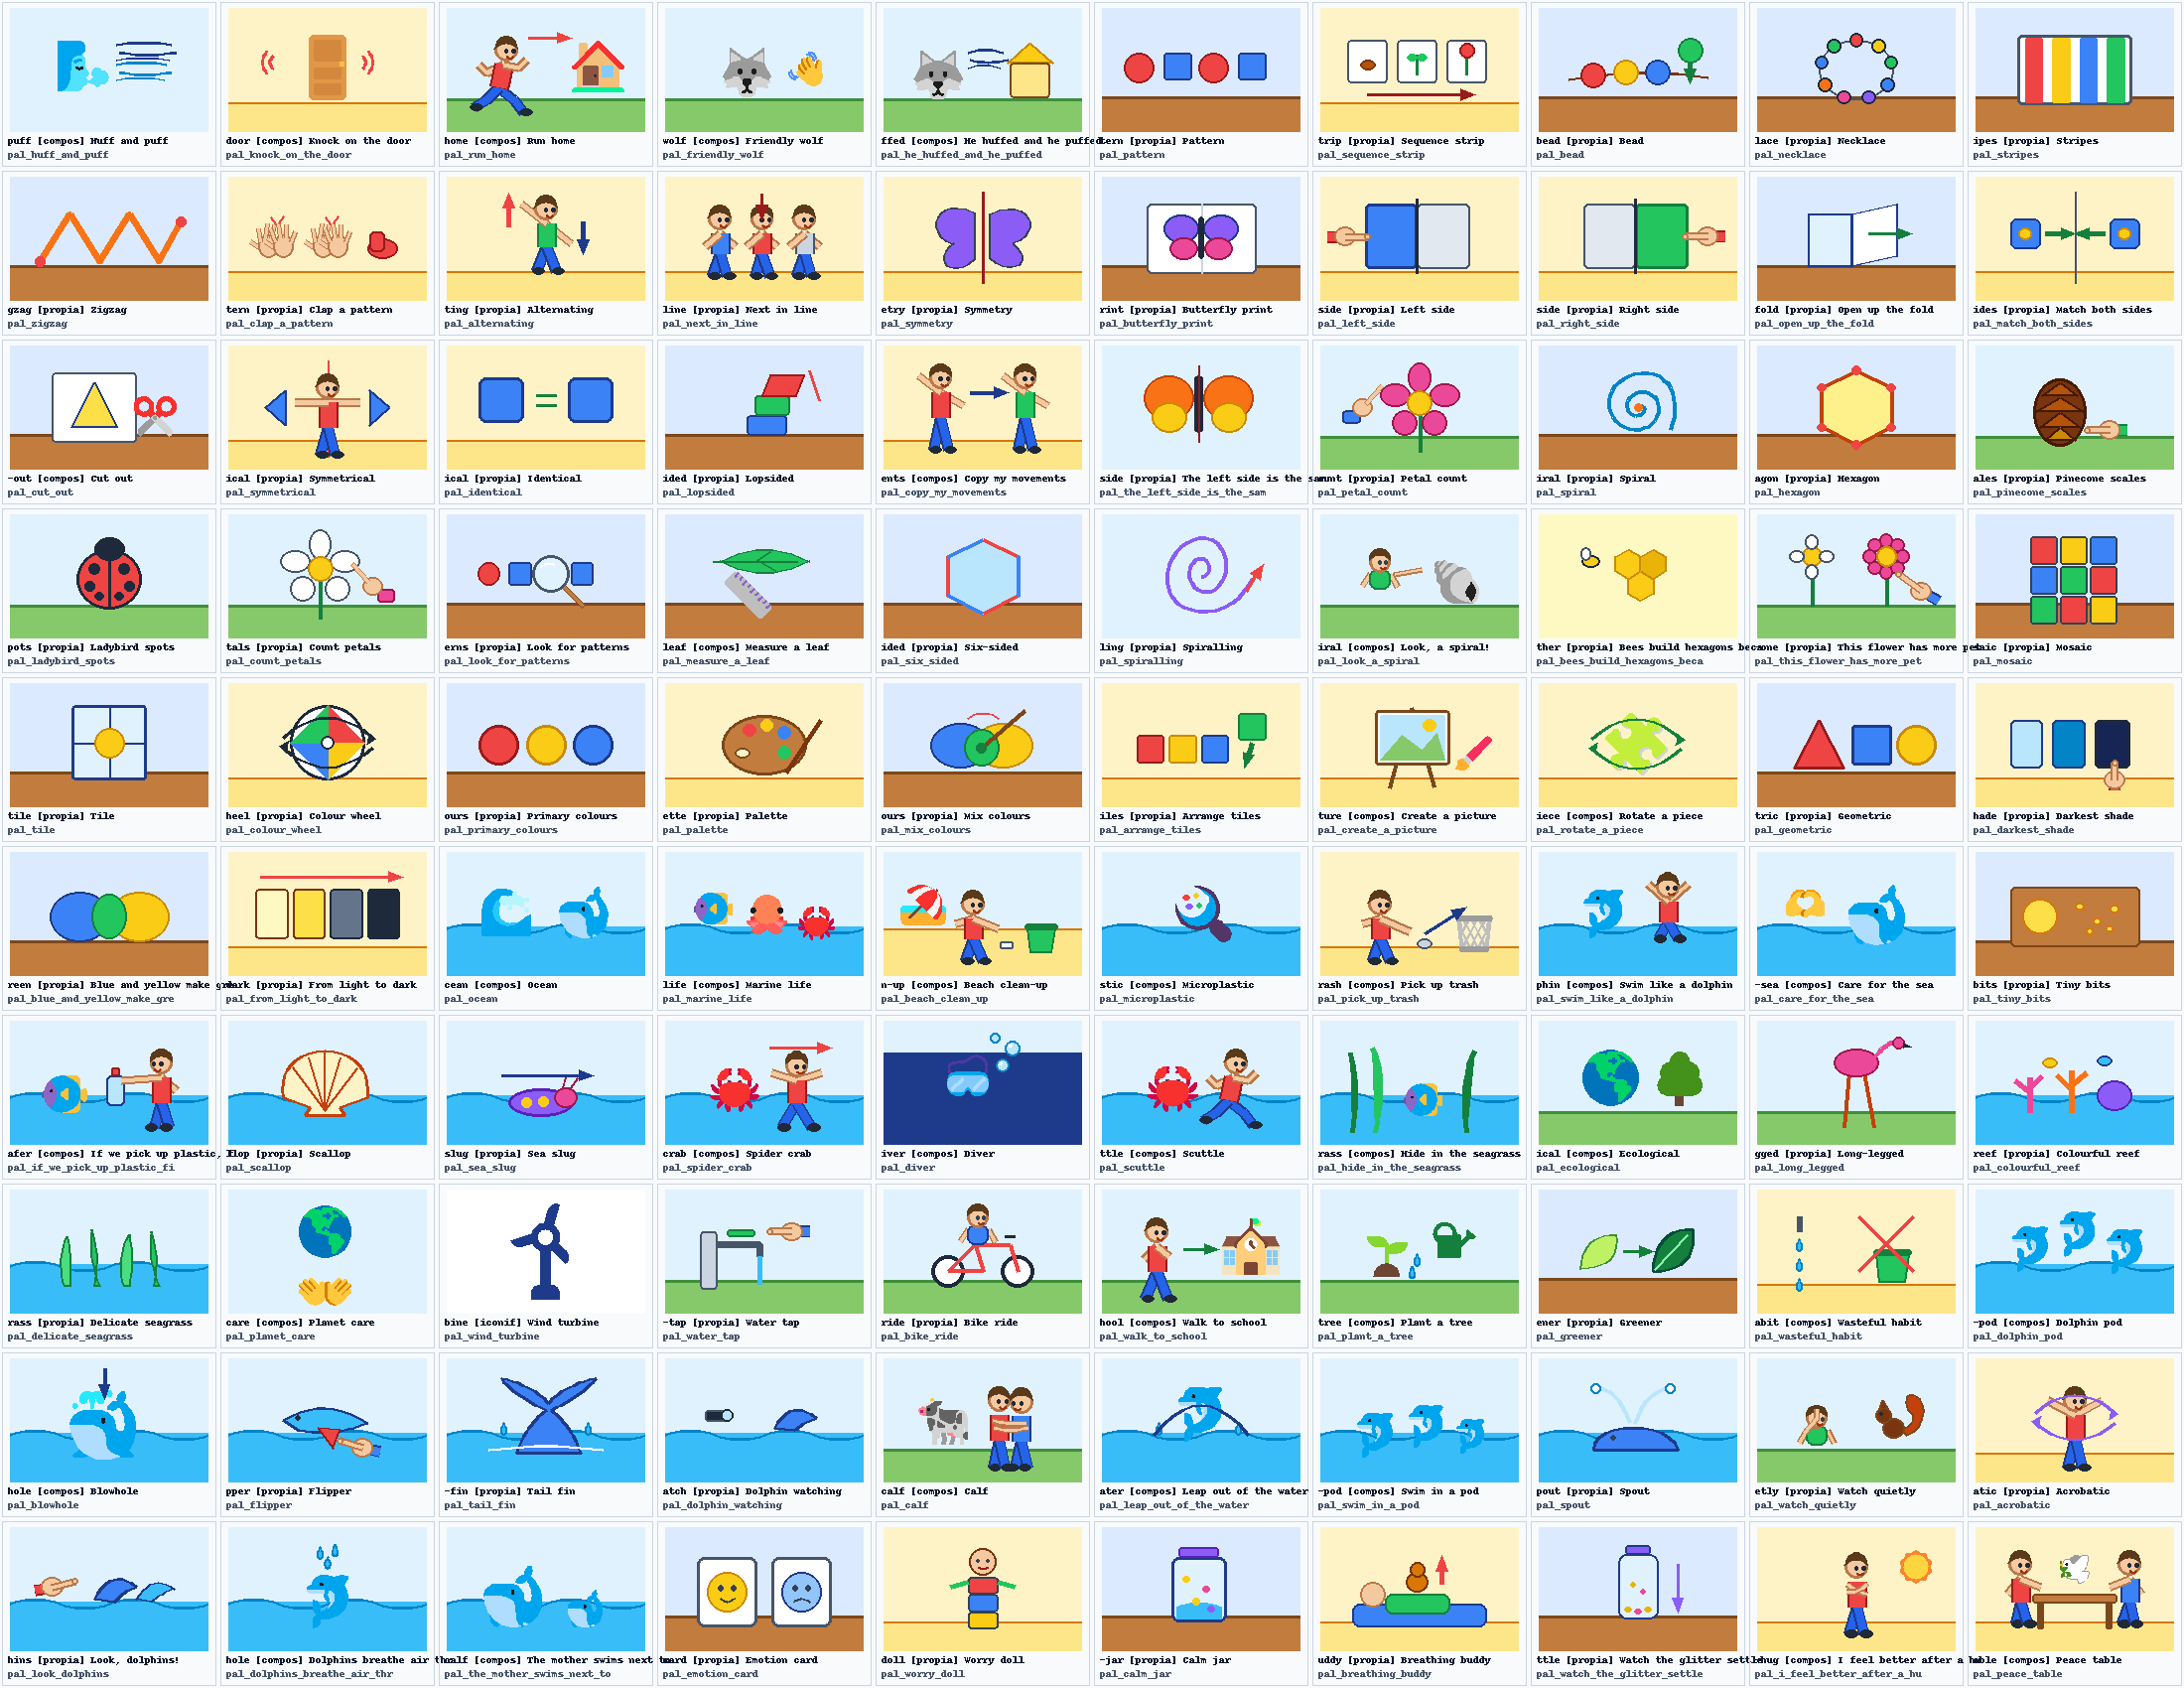 puff [compos] Huff and puff
pal_huff_and_puff
door [compos] Knock on the door
pal_knock_on_the_door
home [compos] Run home
pal_run_home
wolf [compos] Friendly wolf
pal_friendly_wolf
ffed [compos] He huffed and he puffed
pal_he_huffed_and_he_puffed
tern [propia] Pattern
pal_pattern
trip [propia] Sequence strip
pal_sequence_strip
bead [propia] Bead
pal_bead
lace [propia] Necklace
pal_necklace
ipes [propia] Stripes
pal_stripes
gzag [propia] Zigzag
pal_zigzag
tern [propia] Clap a pattern
pal_clap_a_pattern
ting [propia] Alternating
pal_alternating
line [propia] Next in line
pal_next_in_line
etry [propia] Symmetry
pal_symmetry
rint [propia] Butterfly print
pal_butterfly_print
side [propia] Left side
pal_left_side
side [propia] Right side
pal_right_side
fold [propia] Open up the fold
pal_open_up_the_fold
ides [propia] Match both sides
pal_match_both_sides
-out [compos] Cut out
pal_cut_out
ical [propia] Symmetrical
pal_symmetrical
ical [propia] Identical
pal_identical
ided [propia] Lopsided
pal_lopsided
ents [compos] Copy my movements
pal_copy_my_movements
side [propia] The left side is the
pal_the_left_side_is_the_sam
unt [propia] Petal count
pal_petal_count
iral [propia] Spiral
pal_spiral
agon [propia] Hexagon
pal_hexagon
ales [propia] Pinecone scales
pal_pinecone_scales
pots [propia] Ladybird spots
pal_ladybird_spots
tals [propia] Count petals
pal_count_petals
erns [propia] Look for patterns
pal_look_for_patterns
leaf [compos] Measure a leaf
pal_measure_a_leaf
ided [propia] Six-sided
pal_six_sided
ling [propia] Spiralling
pal_spiralling
iral [compos] Look, a spiral!
pal_look_a_spiral
ther [propia] Bees build hexagons
pal_bees_build_hexagons_beca
one [propia] This flower has more
pal_this_flower_has_more_pet
saic [propia] Mosaic
pal_mosaic
tile [propia] Tile
pal_tile
heel [propia] Colour wheel
pal_colour_wheel
ours [propia] Primary colours
pal_primary_colours
ette [propia] Palette
pal_palette
ours [propia] Mix colours
pal_mix_colours
iles [propia] Arrange tiles
pal_arrange_tiles
ture [compos] Create a picture
pal_create_a_picture
iece [compos] Rotate a piece
pal_rotate_a_piece
tric [propia] Geometric
pal_geometric
hade [propia] Darkest shade
pal_darkest_shade
reen [propia] Blue and yellow make
pal_blue_and_yellow_make_gre
dark [propia] From light to dark
pal_from_light_to_dark
cean [compos] Ocean
pal_ocean
life [compos] Marine life
pal_marine_life
n-up [compos] Beach clean-up
pal_beach_clean_up
stic [compos] Microplastic
pal_microplastic
rash [compos] Pick up trash
pal_pick_up_trash
phin [compos] Swim like a dolphin
pal_swim_like_a_dolphin
-sea [compos] Care for the sea
pal_care_for_the_sea
bits [propia] Tiny bits
pal_tiny_bits
afer [compos] If we pick up plastic,
pal_if_we_pick_up_plastic_fi
llop [propia] Scallop
pal_scallop
slug [propia] Sea slug
pal_sea_slug
crab [compos] Spider crab
pal_spider_crab
iver [compos] Diver
pal_diver
ttle [compos] Scuttle
pal_scuttle
rass [compos] Hide in the seagrass
pal_hide_in_the_seagrass
ical [compos] Ecological
pal_ecological
gged [propia] Long-legged
pal_long_legged
reef [propia] Colourful reef
pal_colourful_reef
rass [propia] Delicate seagrass
pal_delicate_seagrass
care [compos] Planet care
pal_planet_care
bine [iconif] Wind turbine
pal_wind_turbine
-tap [propia] Water tap
pal_water_tap
ride [propia] Bike ride
pal_bike_ride
hool [compos] Walk to school
pal_walk_to_school
tree [compos] Plant a tree
pal_plant_a_tree
ener [propia] Greener
pal_greener
abit [compos] Wasteful habit
pal_wasteful_habit
-pod [compos] Dolphin pod
pal_dolphin_pod
hole [compos] Blowhole
pal_blowhole
pper [propia] Flipper
pal_flipper
-fin [propia] Tail fin
pal_tail_fin
atch [propia] Dolphin watching
pal_dolphin_watching
calf [compos] Calf
pal_calf
ater [compos] Leap out of the water
pal_leap_out_of_the_water
-pod [compos] Swim in a pod
pal_swim_in_a_pod
pout [propia] Spout
pal_spout
etly [propia] Watch quietly
pal_watch_quietly
atic [propia] Acrobatic
pal_acrobatic
hins [propia] Look, dolphins!
pal_look_dolphins
hole [compos] Dolphins breathe air
pal_dolphins_breathe_air_thr
calf [compos] The mother swims next
pal_the_mother_swims_next_to
card [propia] Emotion card
pal_emotion_card
doll [propia] Worry doll
pal_worry_doll
-jar [propia] Calm jar
pal_calm_jar
uddy [propia] Breathing buddy
pal_breathing_buddy
ttle [propia] Watch the glitter settle
pal_watch_the_glitter_settle
hug [compos] I feel better after a
pal_i_feel_better_after_a_hu
able [compos] Peace table
pal_peace_table